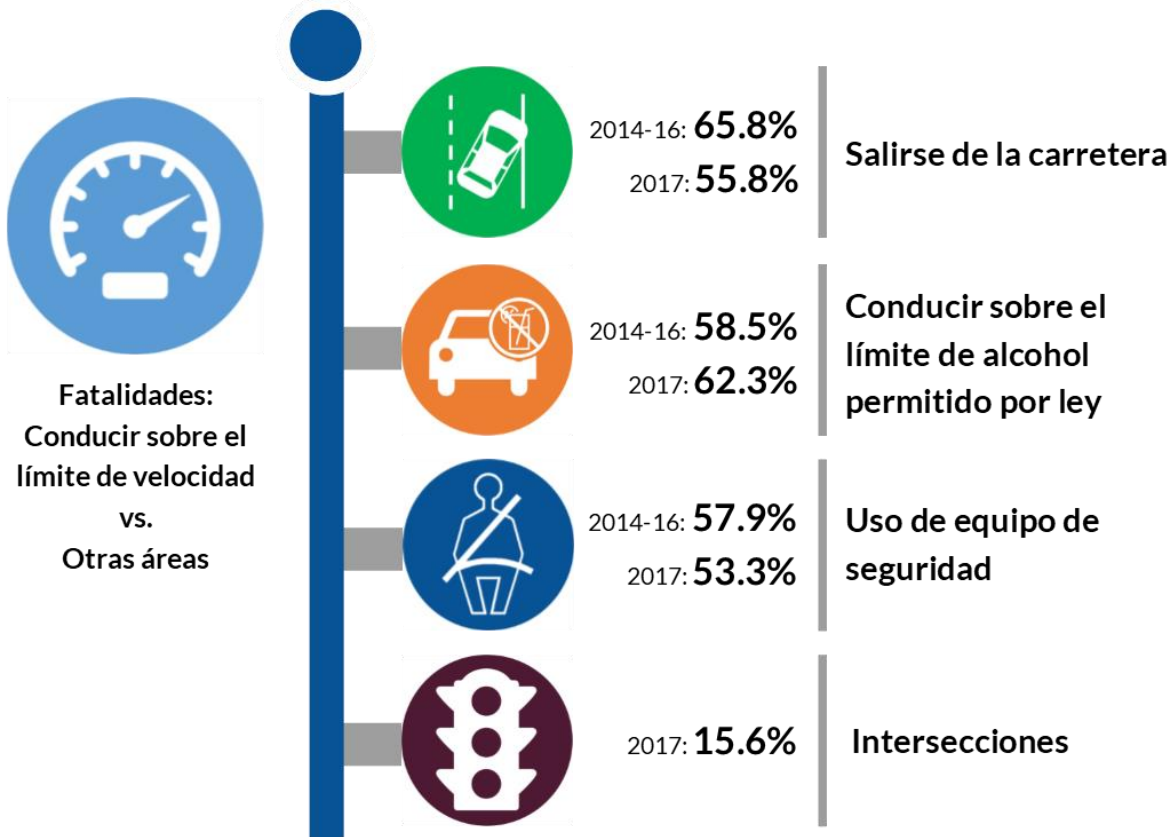 Fatalidades:
Conducir sobre el
límite de velocidad
vs.
Otras áreas
2014-16: 65.8%
2017: 55.8%
Salirse de la carretera
2014-16: 58.5%
2017: 62.3%
Conducir sobre el
límite de alcohol
permitido por ley
2014-16: 57.9%
2017: 53.3%
Uso de equipo de
seguridad
2017: 15.6%
Intersecciones